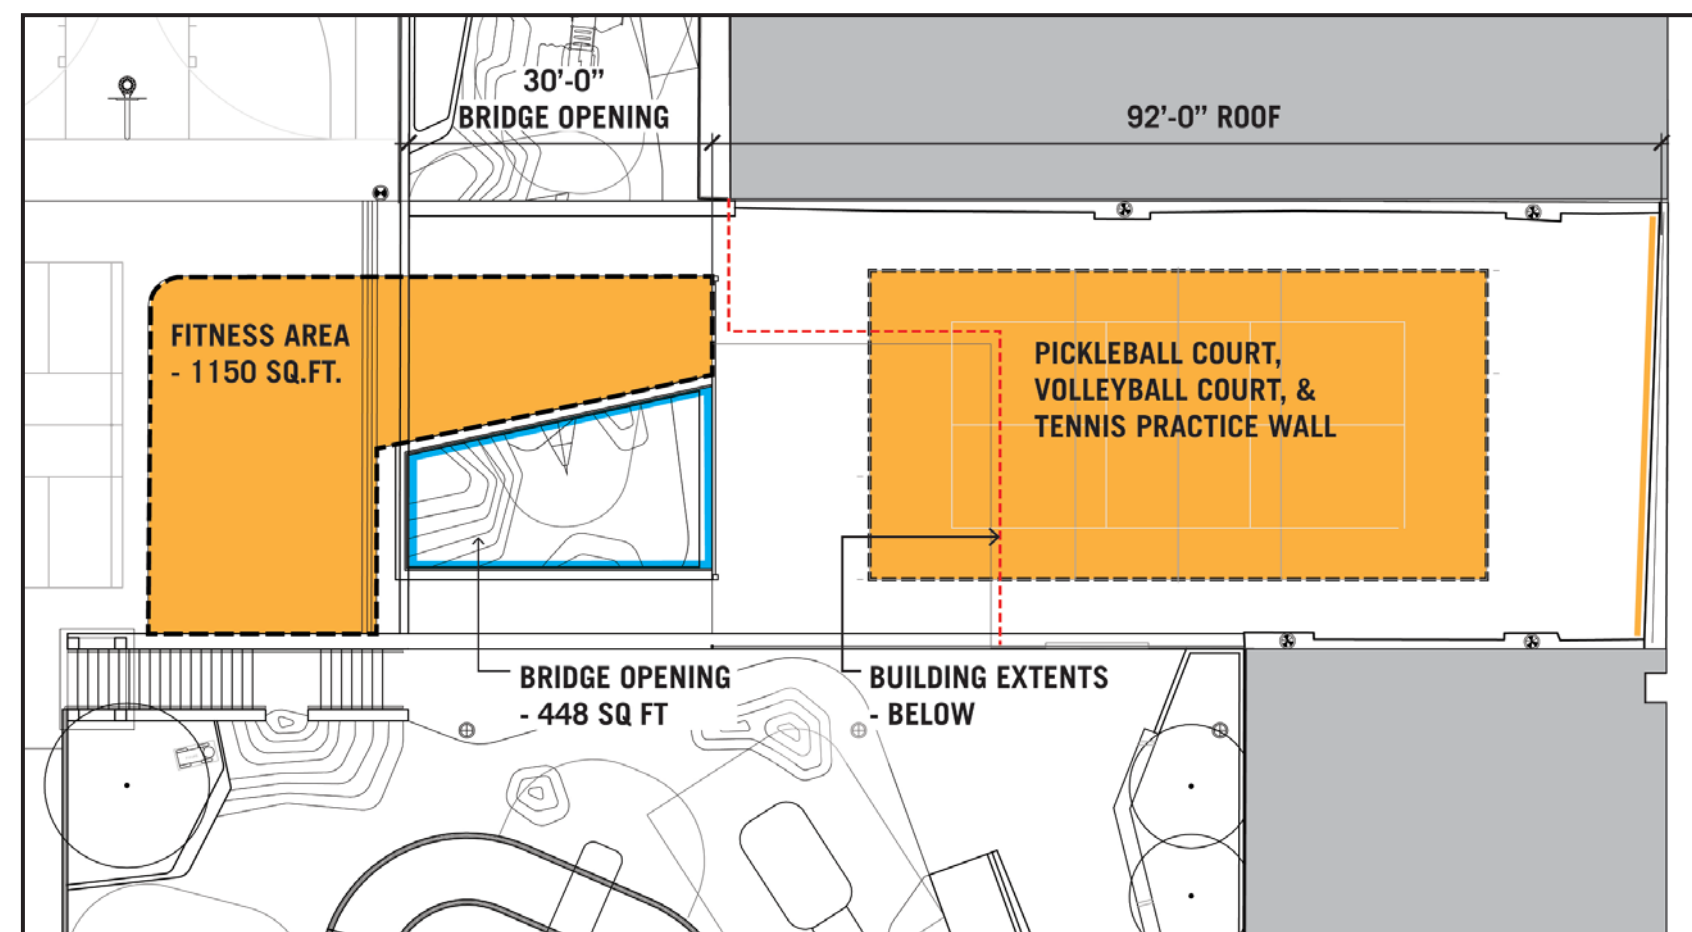 30’-0”
BRIDGE OPENING
92’-0” ROOF
FITNESS AREA
- 1150 SQ.FT.
PICKLEBALL COURT,
VOLLEYBALL COURT, &
TENNIS PRACTICE WALL
BRIDGE OPENING
- 448 SQ FT
BUILDING EXTENTS
- BELOW